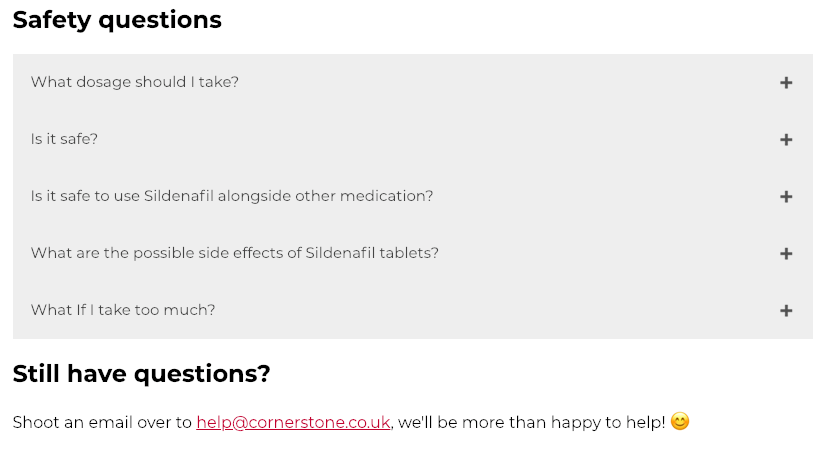 Safety questions
What dosage should I take?
Is it safe?
Is it safe to use Sildenafil alongside other medication?
What are the possible side effects of Sildenafil tablets?
What If I take too much?
Still have questions?
Shoot an email over to help@cornerstone.co.uk, we'll be more than happy to help! 😊